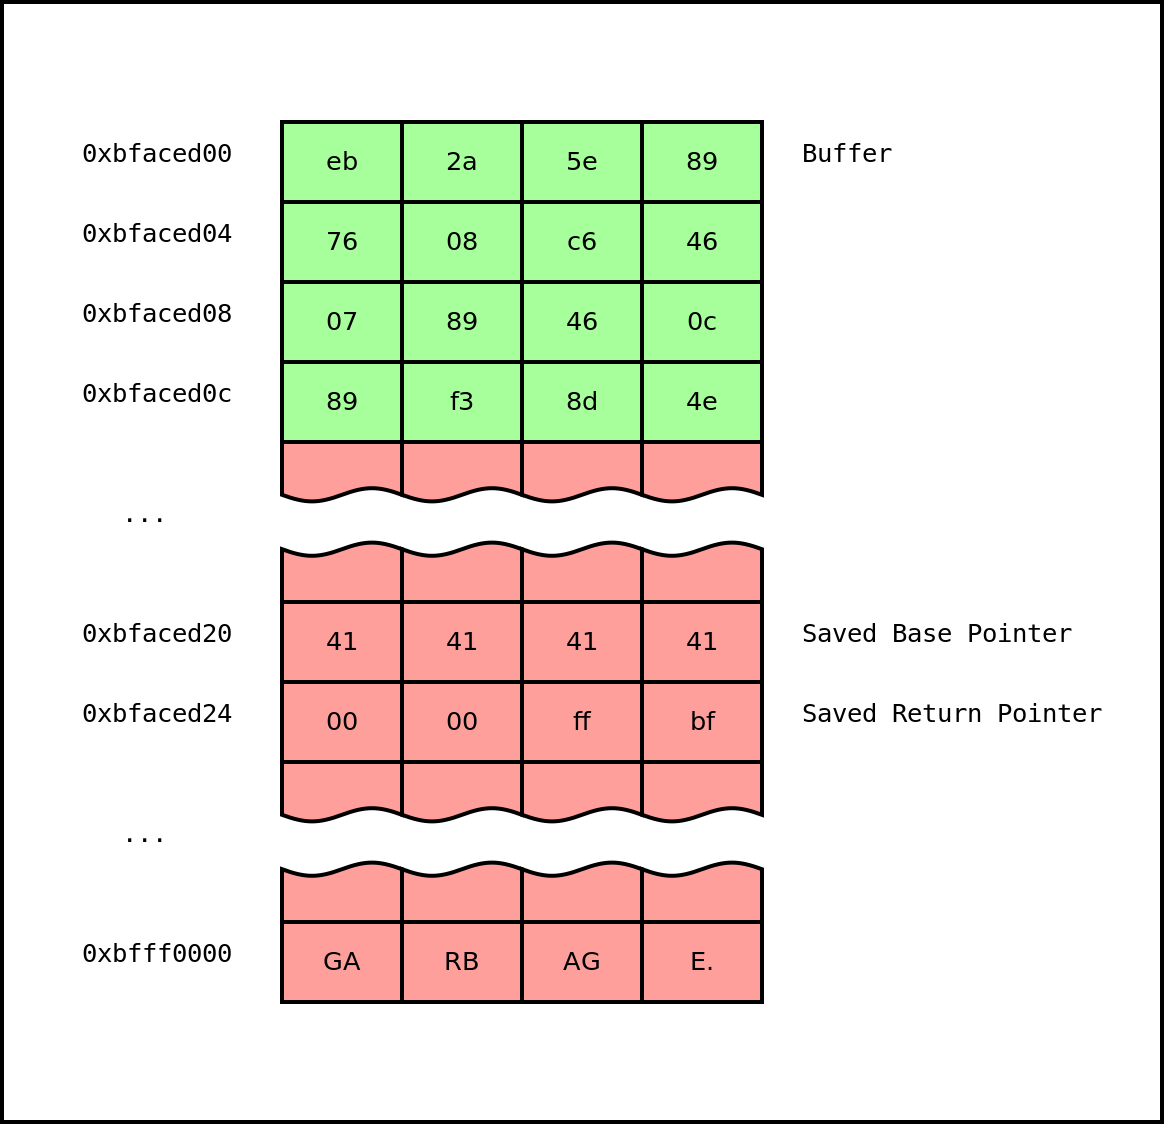 0xbfaced00 eb 2a 5e 89 Buffer
0xbfaced04 76 08 c6 46
0xbfaced08 07 89 46 0c
0xbfaced0c 89 f3 8d 4e
...
0xbfaced20 41 41 41 41 Saved Base Pointer
0xbfaced24 00 00 ff bf Saved Return Pointer
...
0xbfff0000 GA RB AG E.